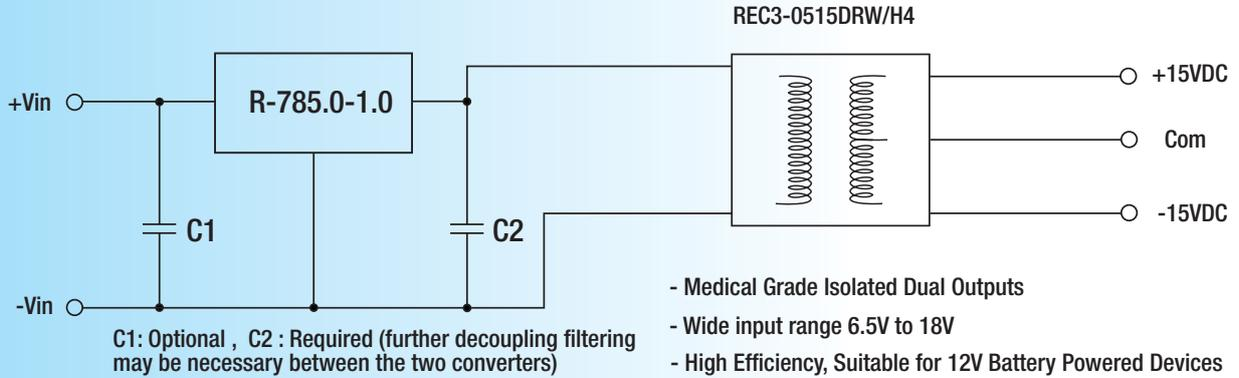 REC3-0515DRW/H4
+Vin
R-785.0-1.0
+15VDC
Com
-15VDC
C1
C2
-Vin
C1: Optional , C2 : Required (further decoupling filtering
may be necessary between the two converters)
- Medical Grade Isolated Dual Outputs
- Wide input range 6.5V to 18V
- High Efficiency, Suitable for 12V Battery Powered Devices